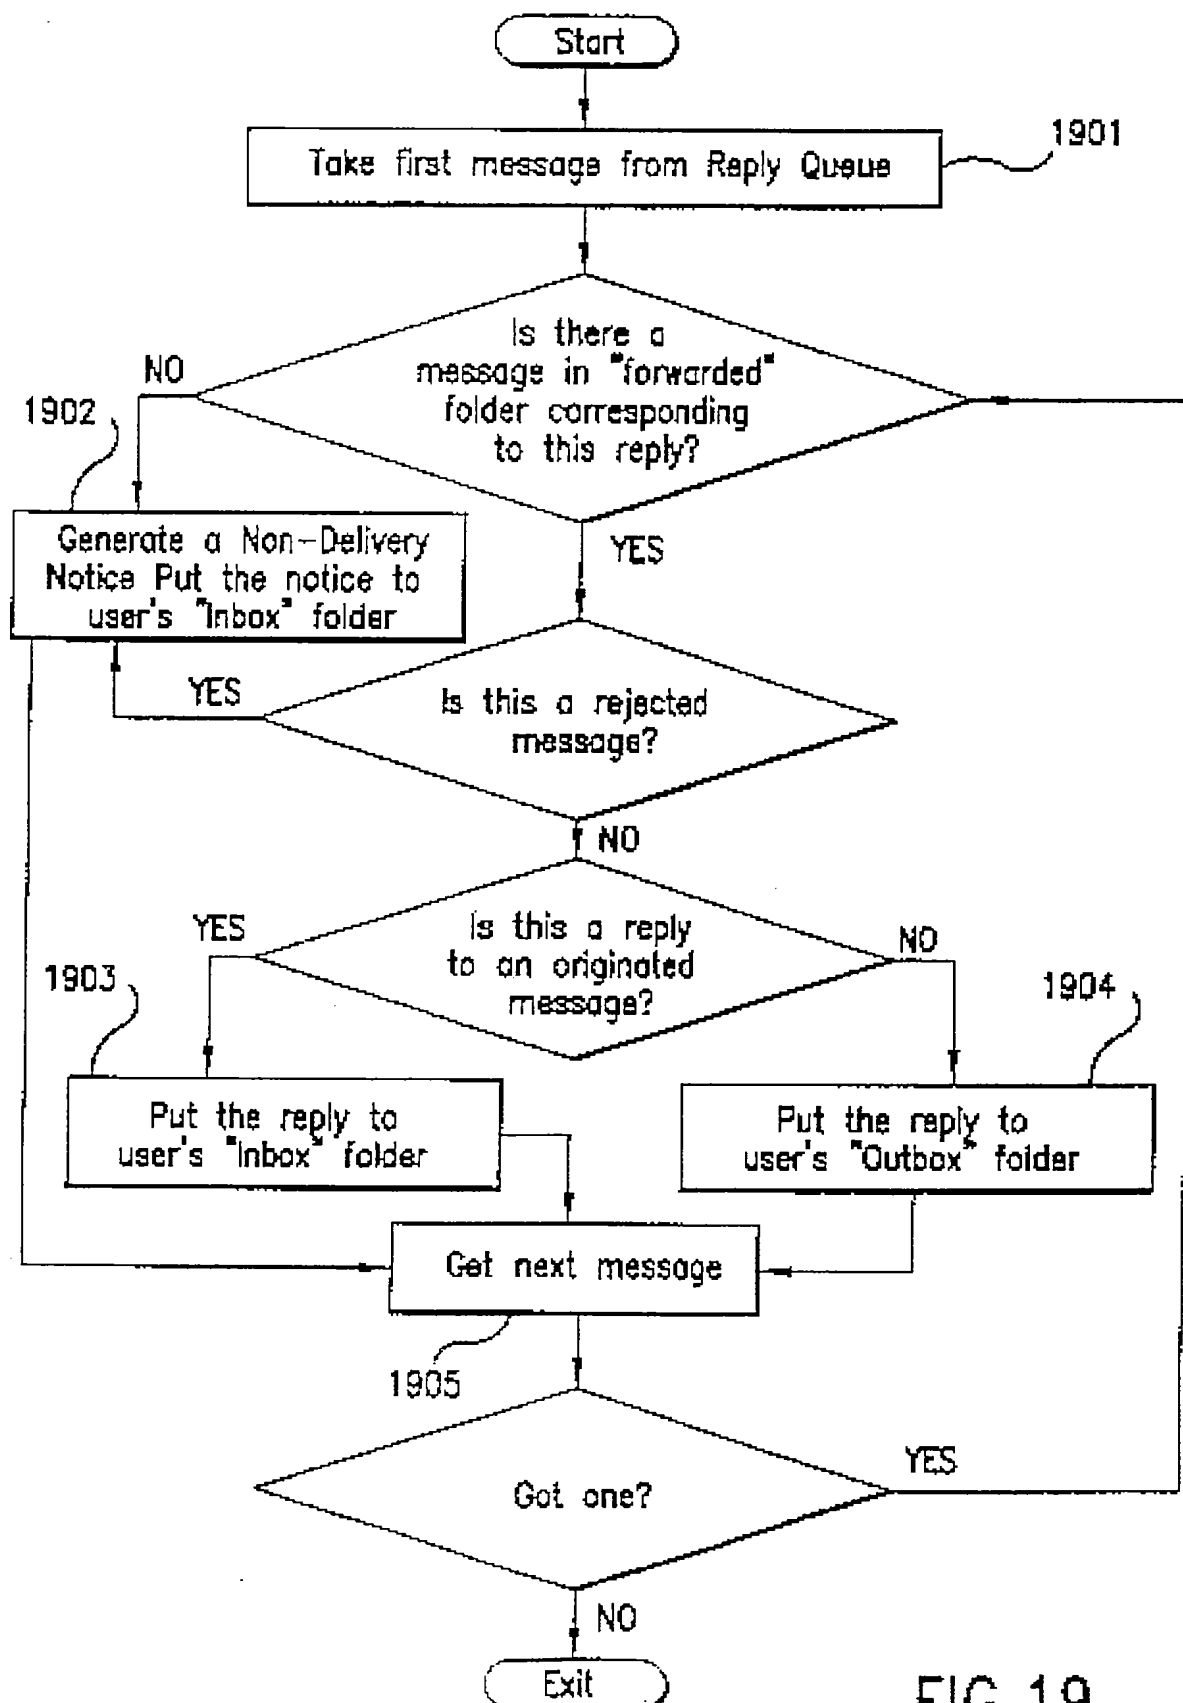 Start
Take first message from Reply Queue
1901
Is there a
message in "forwarded"
folder corresponding
to this reply?
NO
1902
YES
Generate a Non-Delivery
Notice Put the notice to
user's "Inbox" folder
YES
Is this a rejected
message?
NO
YES
Is this a reply
to an originated
message?
NO
1903
1904
Put the reply to
user's "Inbox" folder
Put the reply to
user's "Outbox" folder
Get next message
1905
Got one?
YES
NO
Exit
FIG.19